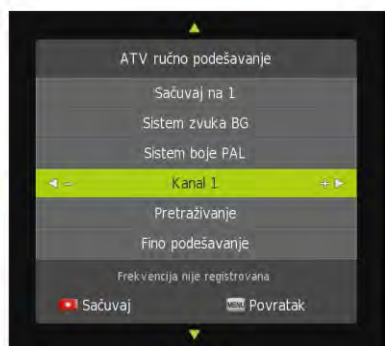 ATV ručno podešavanje
Sačuvaj na 1
Sistem zvuka BG
Sistem boje PAL
- Kanal 1 +
Pretraživanje
Fino podešavanje
Frekvencija nije registrovana
Sačuvaj MENU Povratak